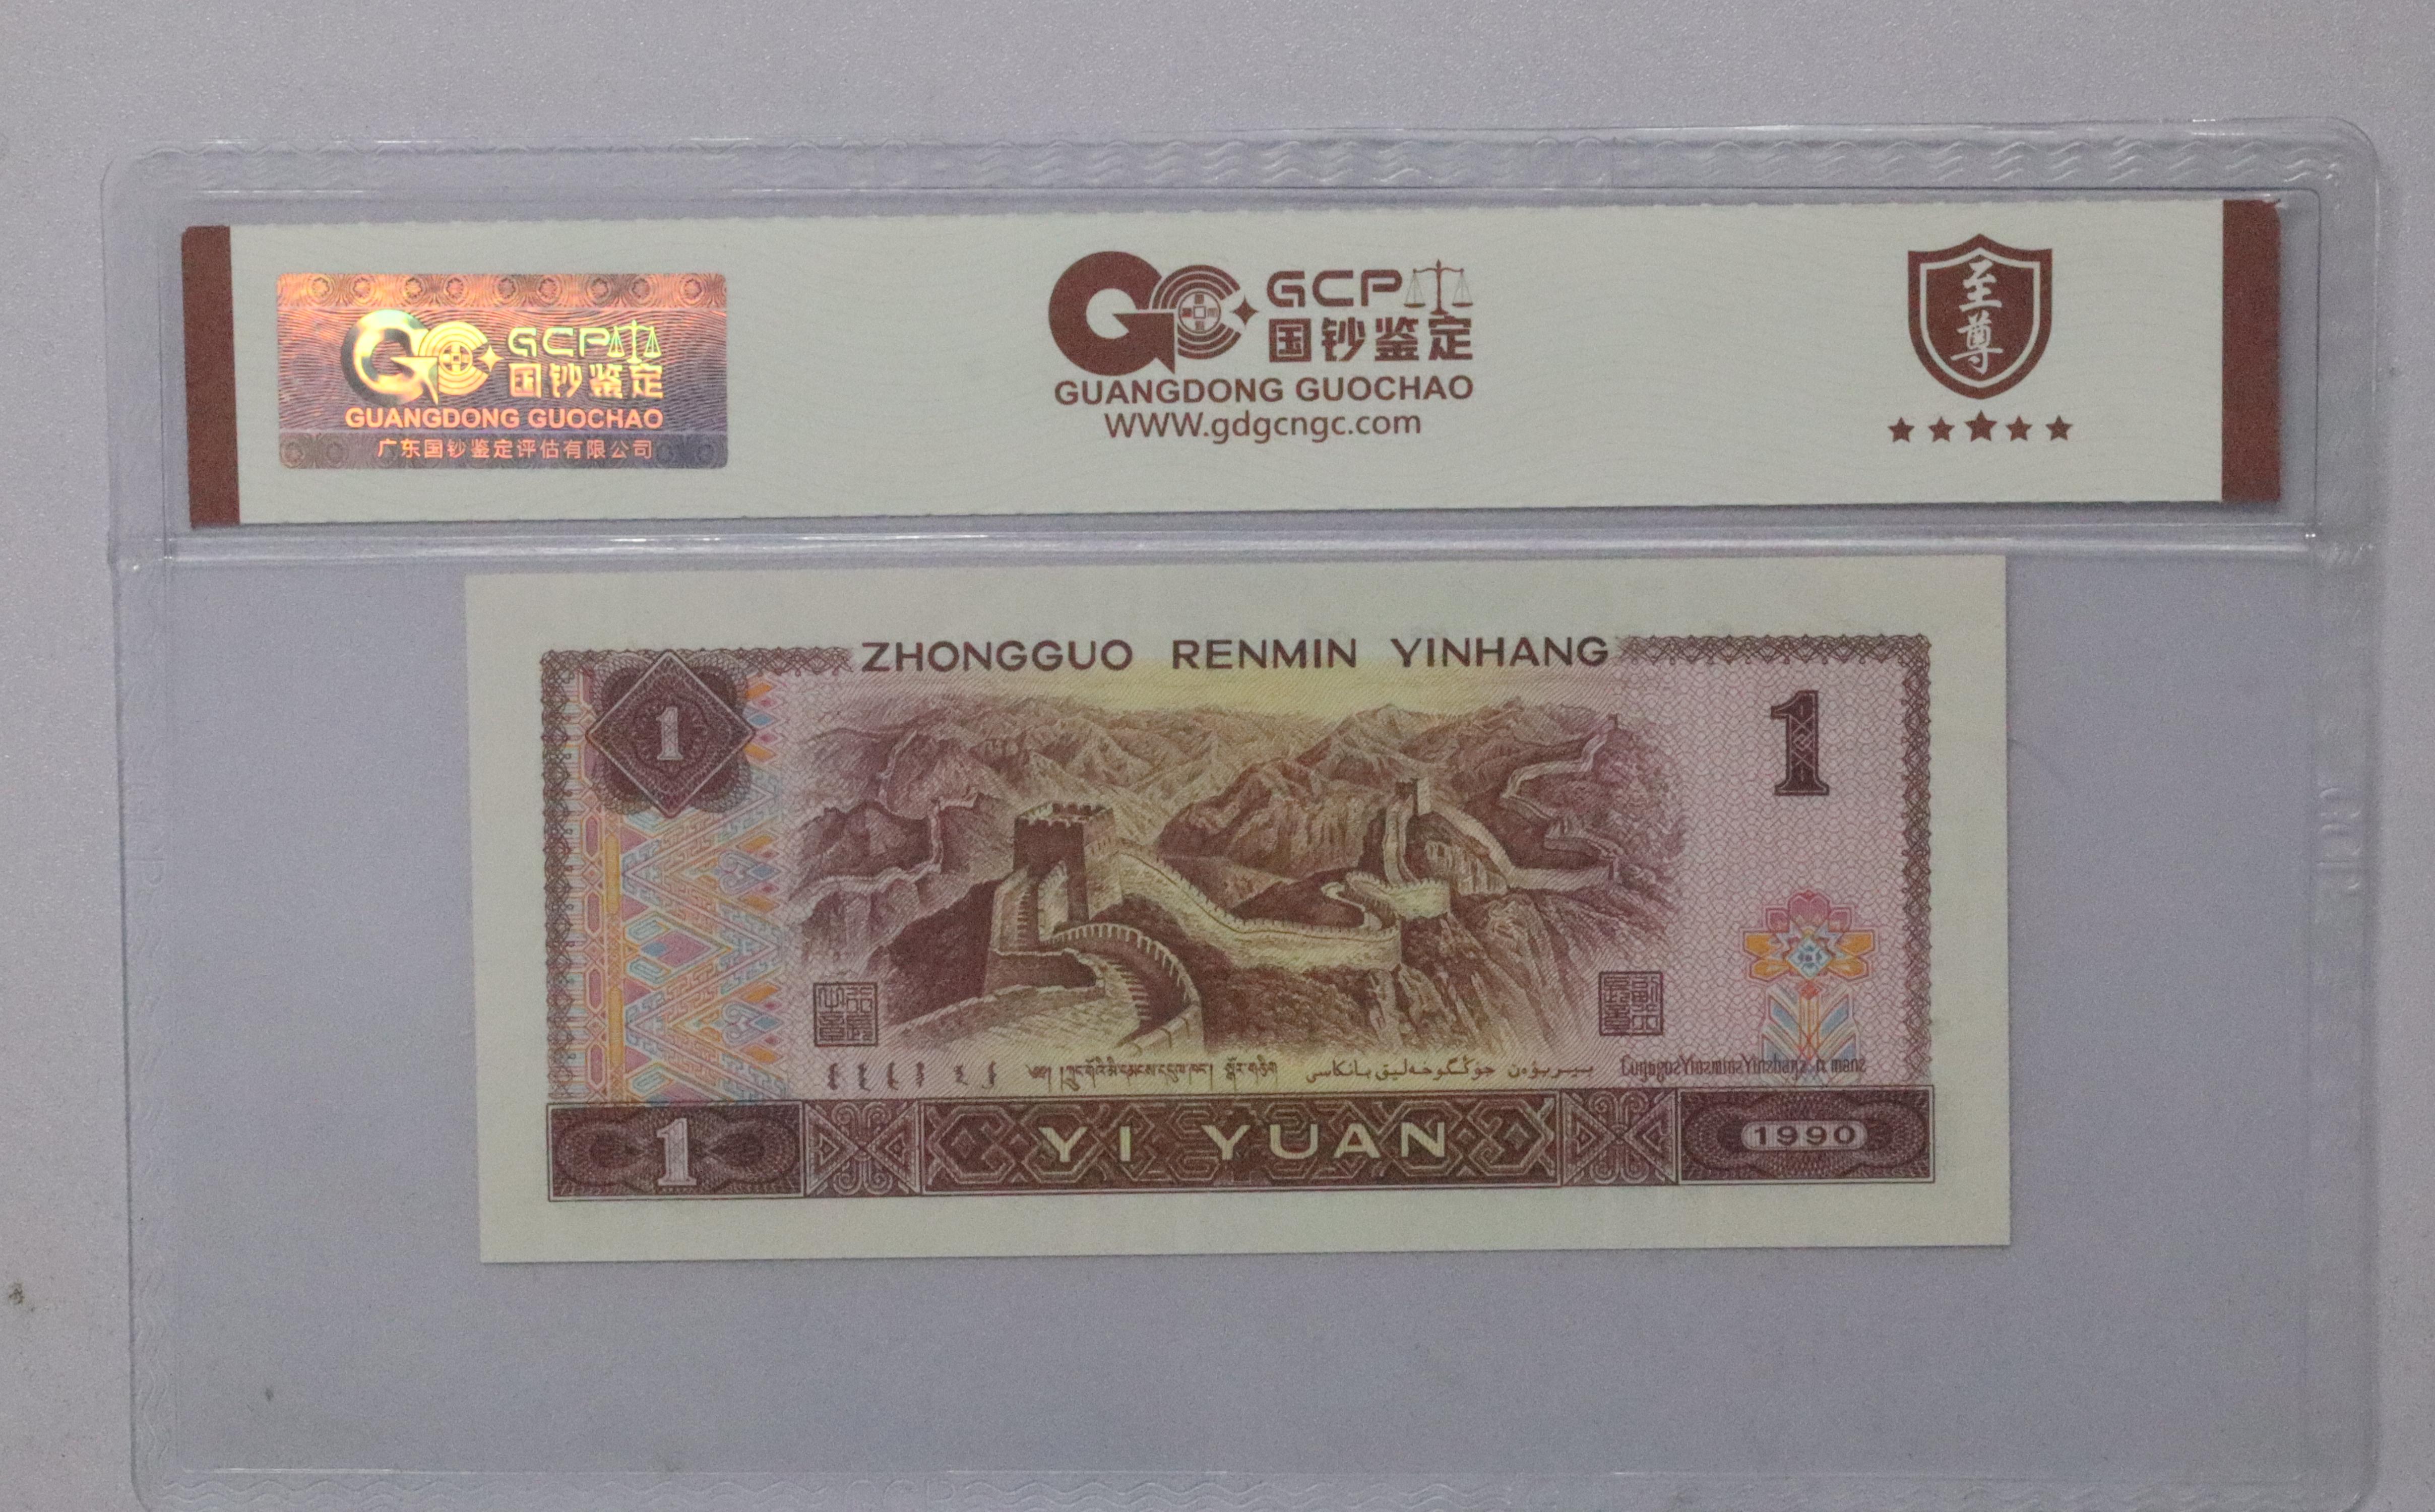 GCP
国钞鉴定
GUANGDONG GUOCHAO
广东国钞鉴定评估有限公司
GCP
国钞鉴定
GUANGDONG GUOCHAO
WWW.gdgcngc.com
至
尊
ZHONGGUO RENMIN YINHANG
1
1
1 YI YUAN 1990